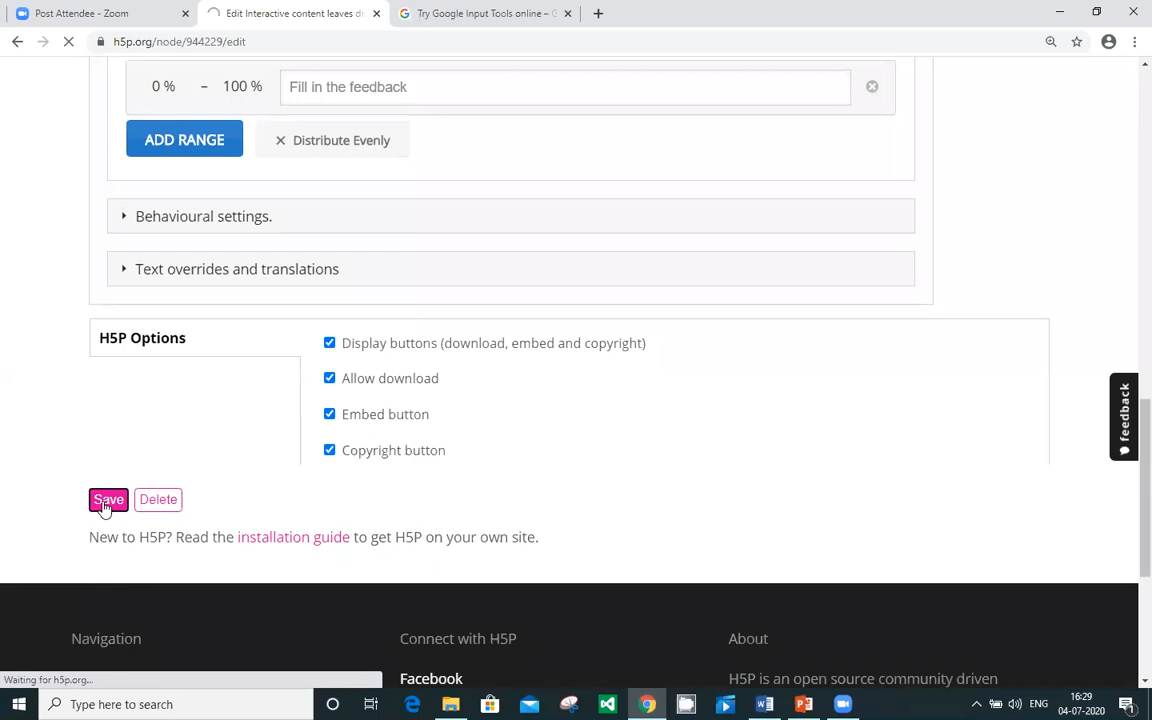 Post Attendee - Zoom
Edit Interactive content leaves d
Try Google Input Tools online – G
h5p.org/node/944229/edit
0 % – 100 % Fill in the feedback
ADD RANGE
Distribute Evenly
Behavioural settings.
Text overrides and translations
H5P Options
Display buttons (download, embed and copyright)
Allow download
Embed button
Copyright button
Save Delete
New to H5P? Read the installation guide to get H5P on your own site.
feedback
Navigation Connect with H5P About
Facebook H5P is an open source community driven
Waiting for h5p.org...
Type here to search
ENG
16:29
04-07-2020